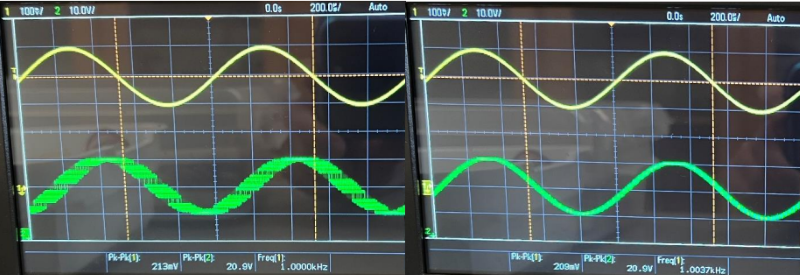 1 100▽/ 2 10.0V/ 0.0s 200.0▽/ Auto
Pk-Pk(1): Pk-Pk(2): Freq(1):
213mV 20.9V 1.0000kHz
1 100▽/ 2 10.0V/ 0.0s 200.0▽/ Auto
Pk-Pk(1): Pk-Pk(2): Freq(1):
209mV 20.9V 1.0037kHz